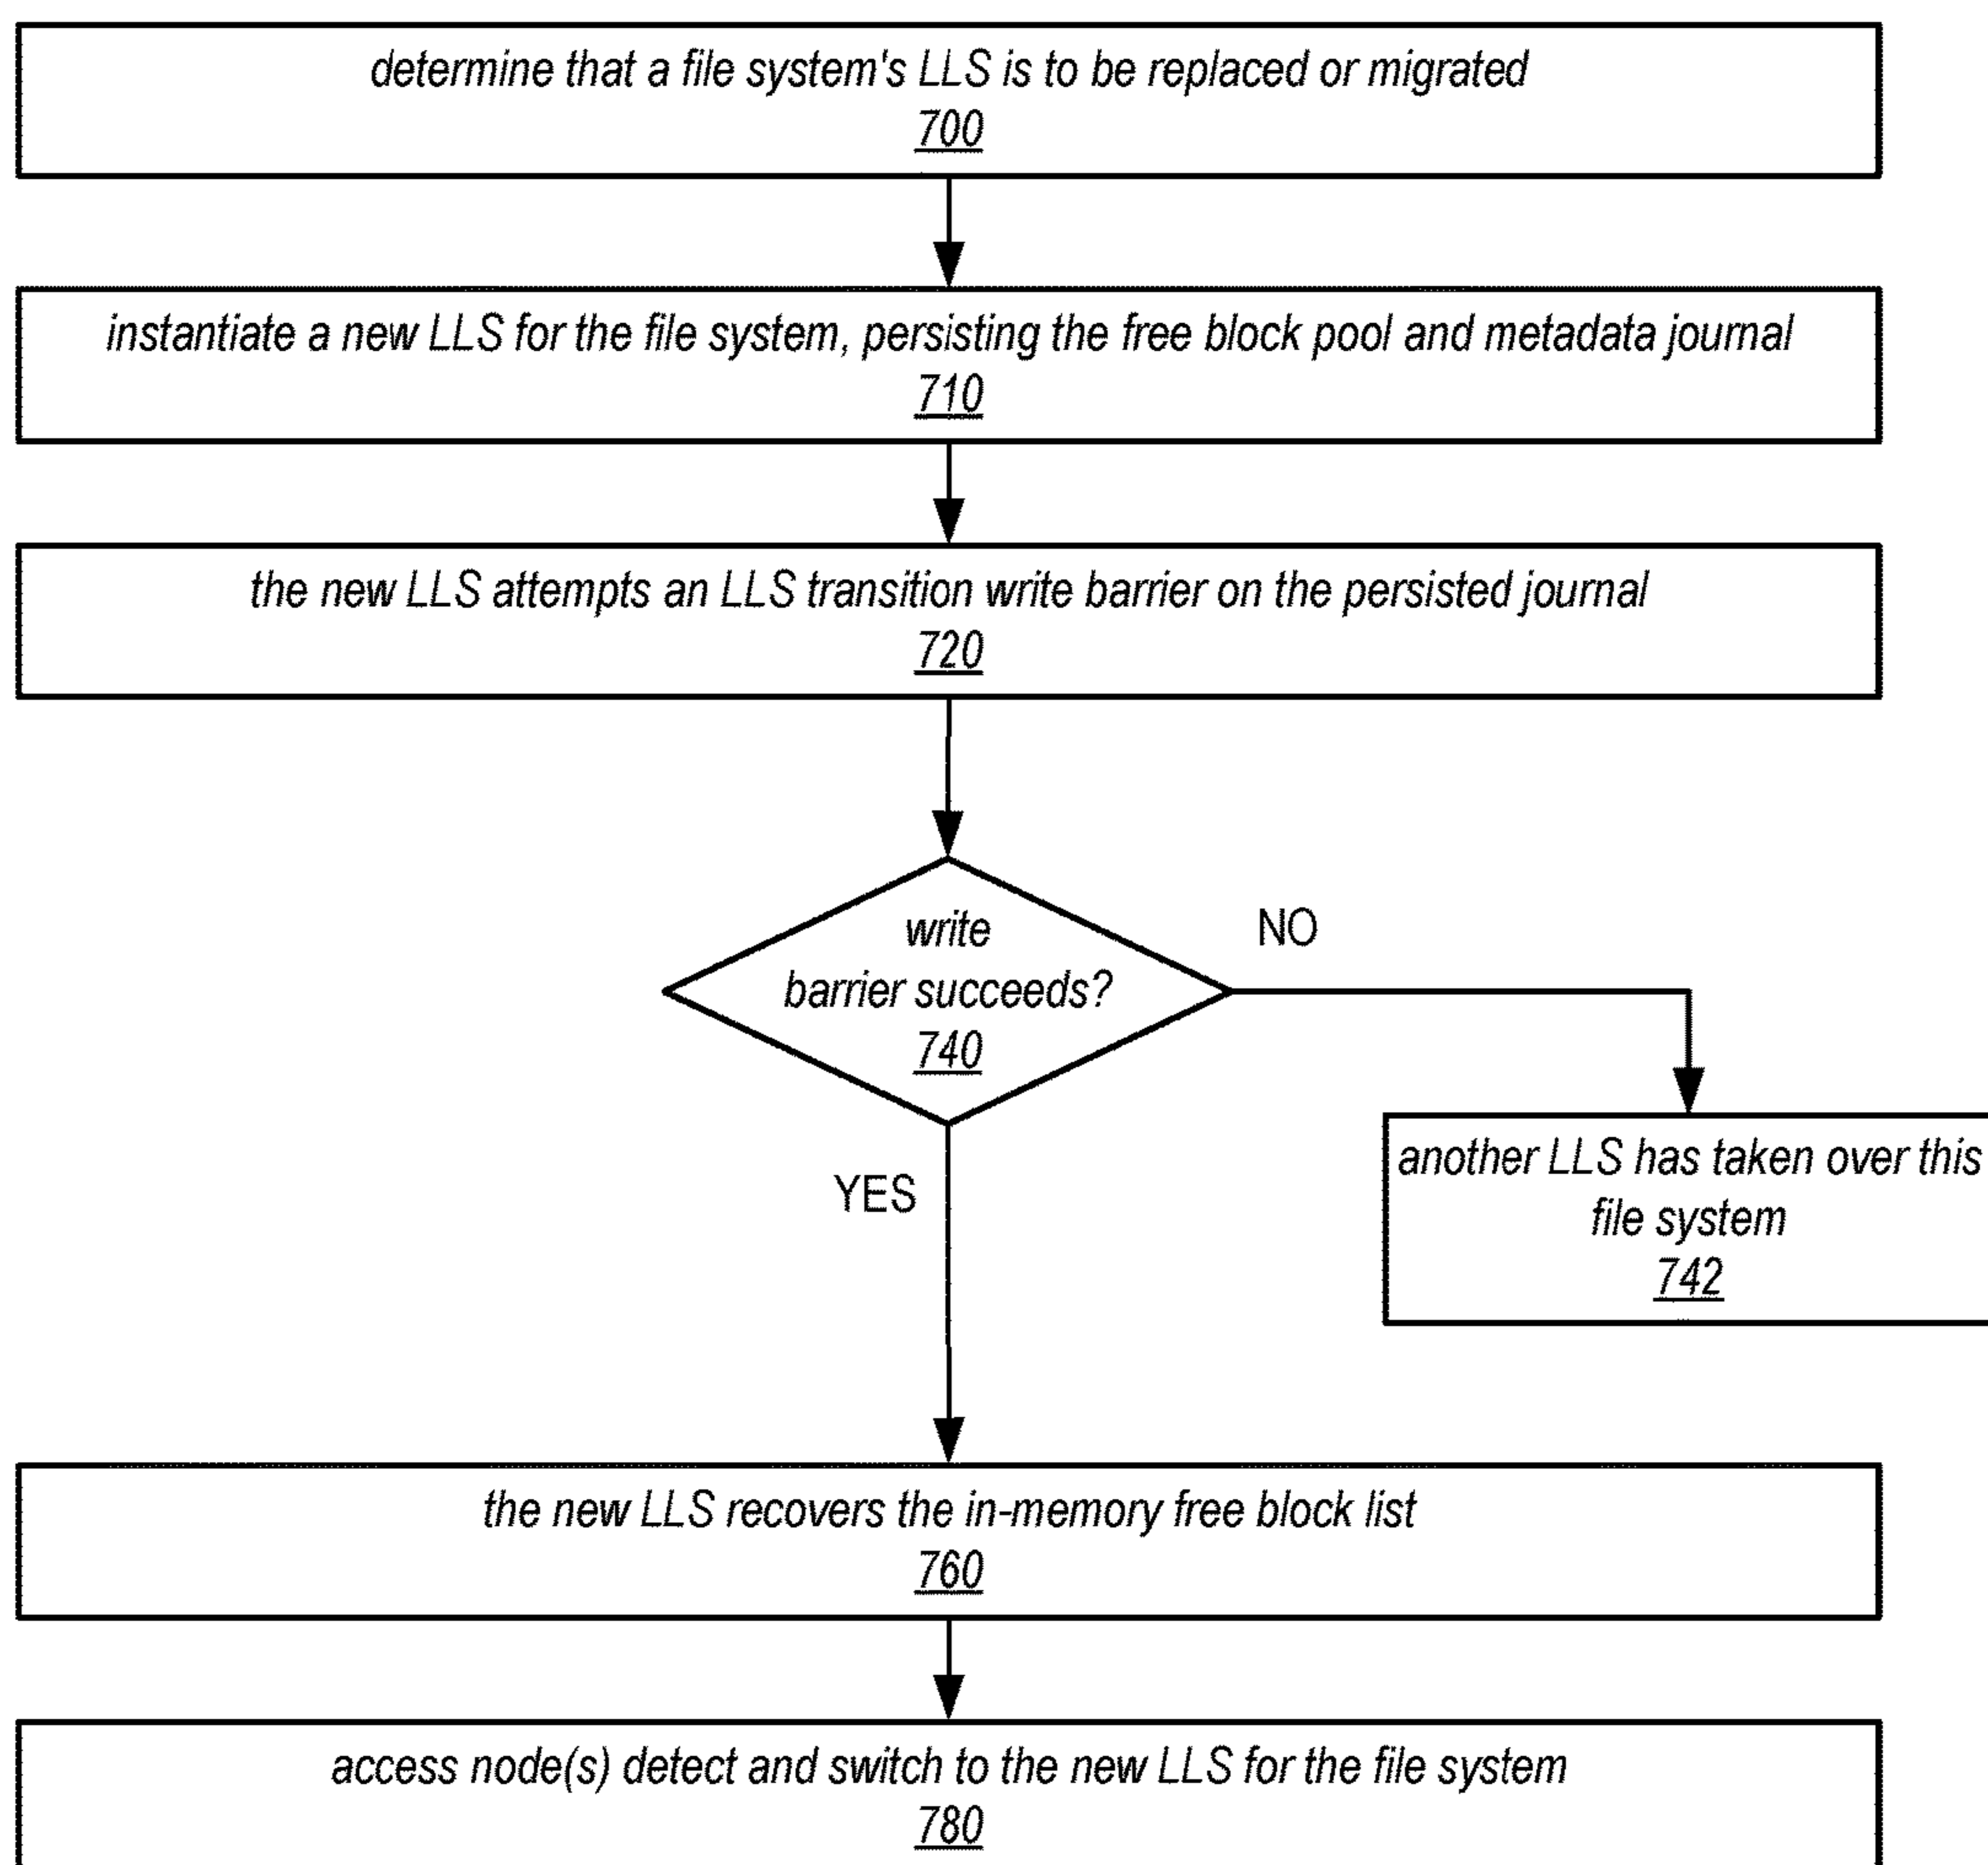 determine that a file system's LLS is to be replaced or migrated
700
instantiate a new LLS for the file system, persisting the free block pool and metadata journal
710
the new LLS attempts an LLS transition write barrier on the persisted journal
720
write
barrier succeeds?
740
NO
YES
another LLS has taken over this
file system
742
the new LLS recovers the in-memory free block list
760
access node(s) detect and switch to the new LLS for the file system
780